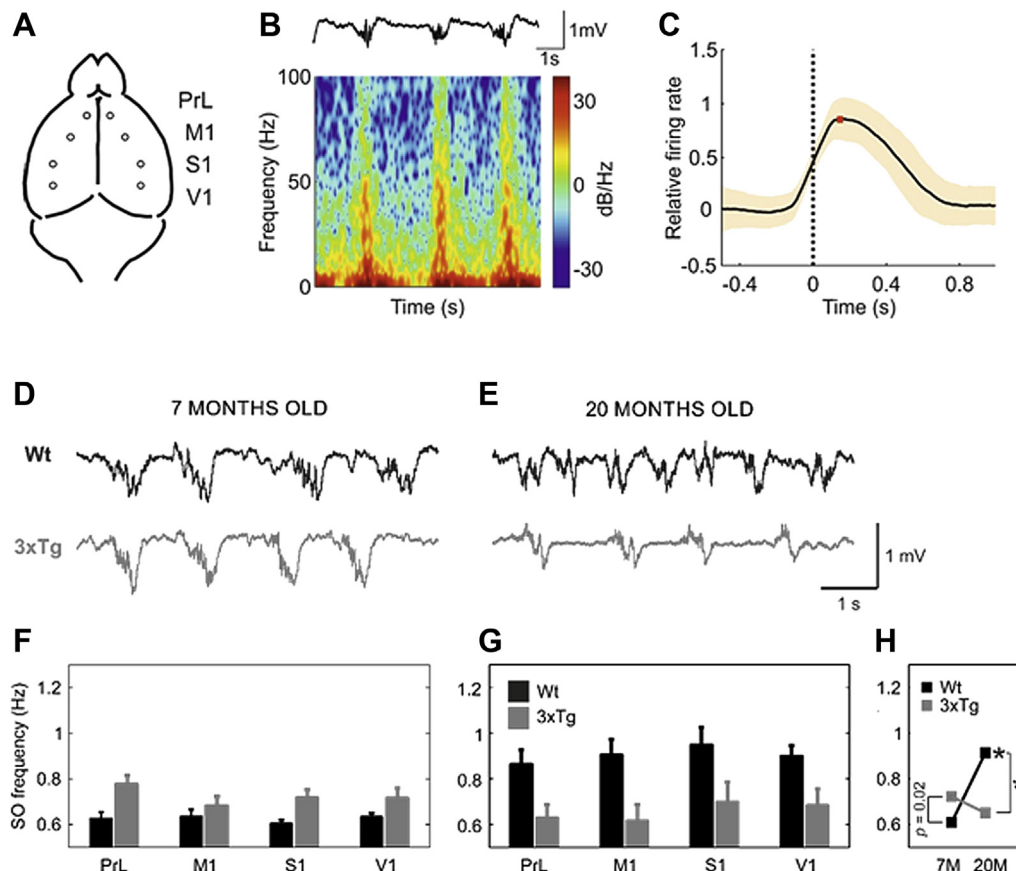 A
PrL
M1
S1
V1
B
1mV
1s
100
50
0
Frequency (Hz)
Time (s)
30
0
-30
dB/Hz
C
1.5
1.0
0.5
0
-0.5
Relative firing rate
-0.4 0 0.4 0.8
Time (s)
D
7 MONTHS OLD
Wt
3xTg
E
20 MONTHS OLD
1 mV
1 s
F
SO frequency (Hz)
1.2
1
0.8
0.6
PrL M1 S1 V1
G
Wt
3xTg
1.2
1
0.8
0.6
PrL M1 S1 V1
H
Wt
3xTg
1.2
1
0.8
0.6
*
*
p = 0.02
7M 20M